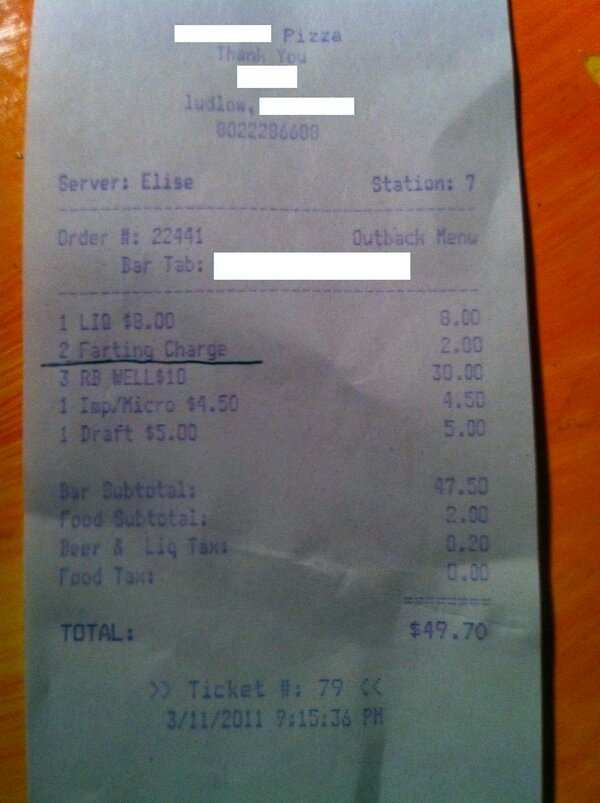 Pizza
Thank You
ludlow,
8022286688
Server: Elise Station: 7
Order #: 22441 Outback Menu
Bar Tab:
1 LIQ $8.00 8.00
2 Farting Charge 2.00
3 RB WELL$10 30.00
1 Imp/Micro $4.50 4.50
1 Draft $5.00 5.00
Bar Subtotal: 47.50
Food Subtotal: 2.00
Beer & Liq Tax: 0.20
Food Tax: 0.00
TOTAL: $49.70
>> Ticket #: 79 <<
3/11/2011 9:15:36 PM